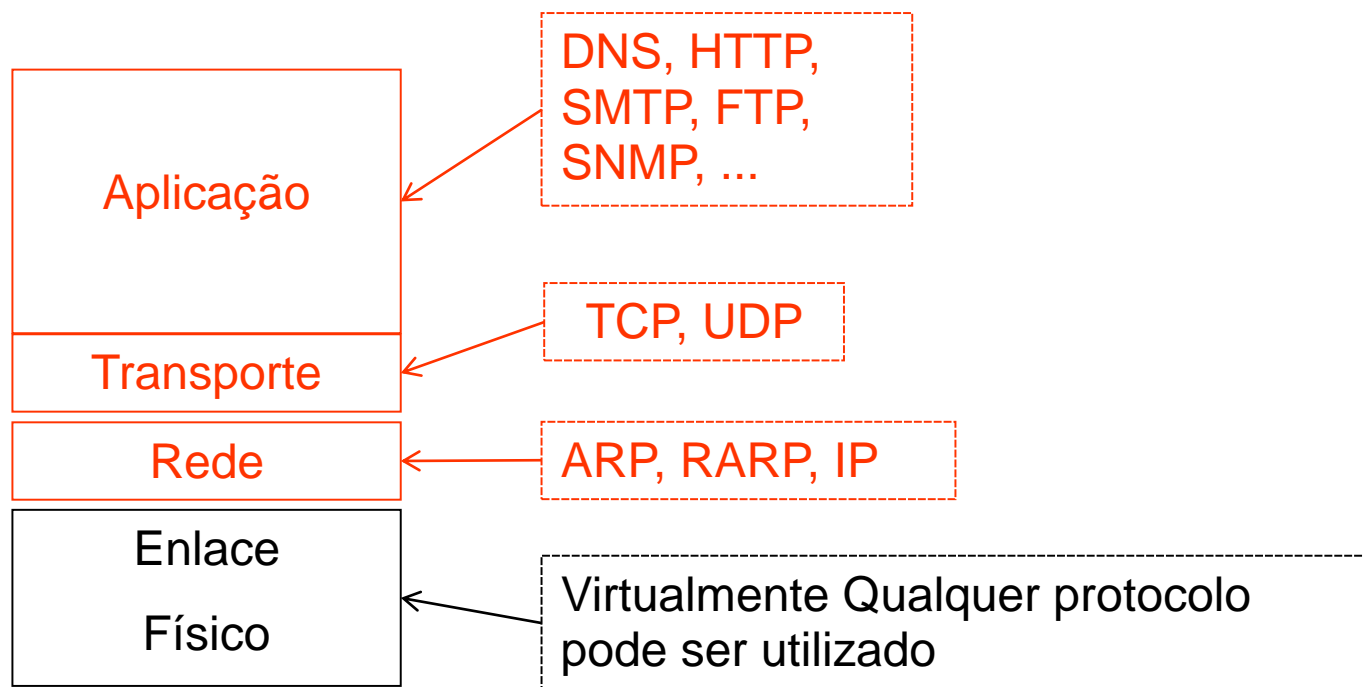 Aplicação
DNS, HTTP,
SMTP, FTP,
SNMP, ...
Transporte
TCP, UDP
Rede
ARP, RARP, IP
Enlace
Físico
Virtualmente Qualquer protocolo
pode ser utilizado